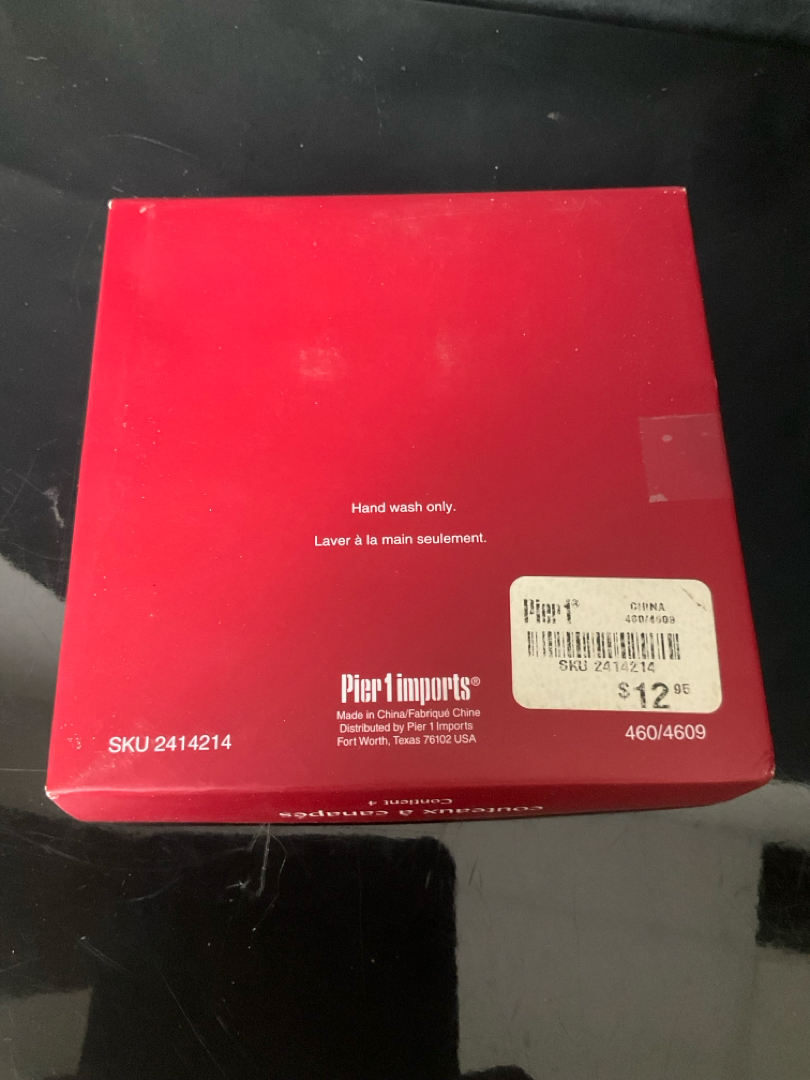 Hand wash only.
Laver à la main seulement.
Pier 1®
CHINA
460/4609
SKU 2414214
$12 95
Pier 1 imports®
Made in China/Fabriqué Chine
Distributed by Pier 1 Imports
Fort Worth, Texas 76102 USA
SKU 2414214
460/4609
Contient 4
couteaux à canapés